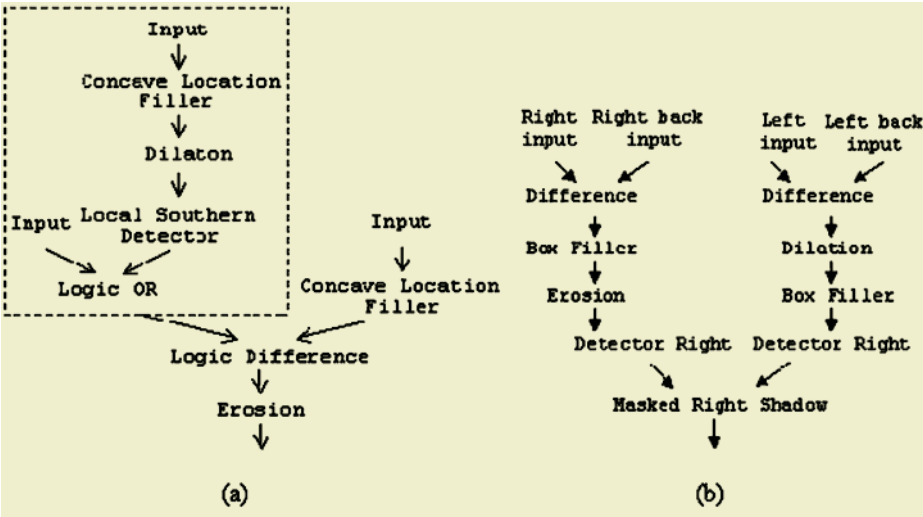 Input
Concave Location
Filler
Dilaton
Input
Local Southern
Detector
Logic OR
Input
Concave Location
Filler
Logic Difference
Erosion
(a)
Right
input
Right back
input
Left
input
Left back
input
Difference
Difference
Box Filler
Dilation
Erosion
Box Filler
Detector Right
Detector Right
Masked Right Shadow
(b)